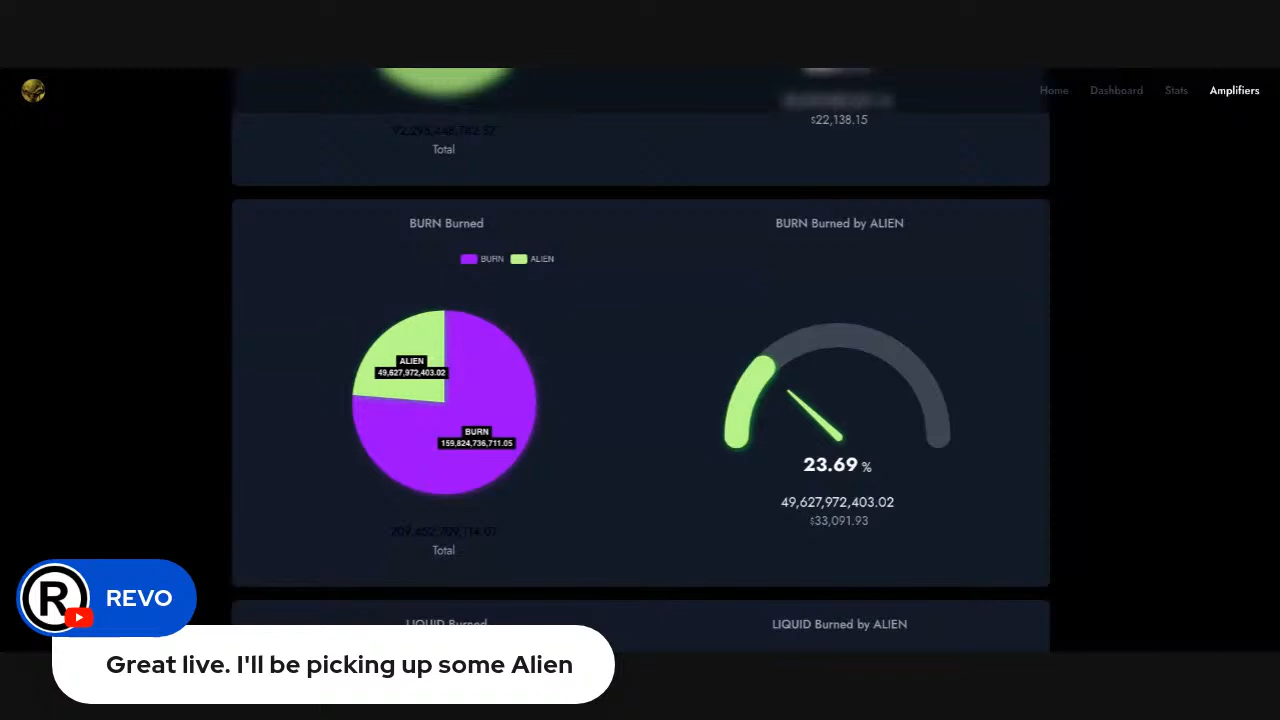 Home Dashboard Stats Amplifiers
$22,138.15
Total
BURN Burned
BURN ALIEN
ALIEN
49,627,972,403.02
BURN
159,824,736,711.05
Total
BURN Burned by ALIEN
23.69 %
49,627,972,403.02
$33,091.93
LIQUID Burned
LIQUID Burned by ALIEN
R
REVO
Great live. I'll be picking up some Alien